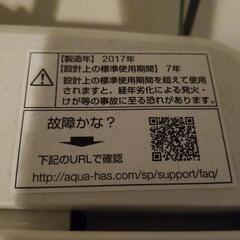 【製造年】2017年
【設計上の標準使用期間】7年
設計上の標準使用期間を超えて使用
されますと、経年劣化による発火・
けが等の事故に至る恐れがあります。
故障かな？
下記のURLで確認
http://aqua-has.com/sp/support/faq/